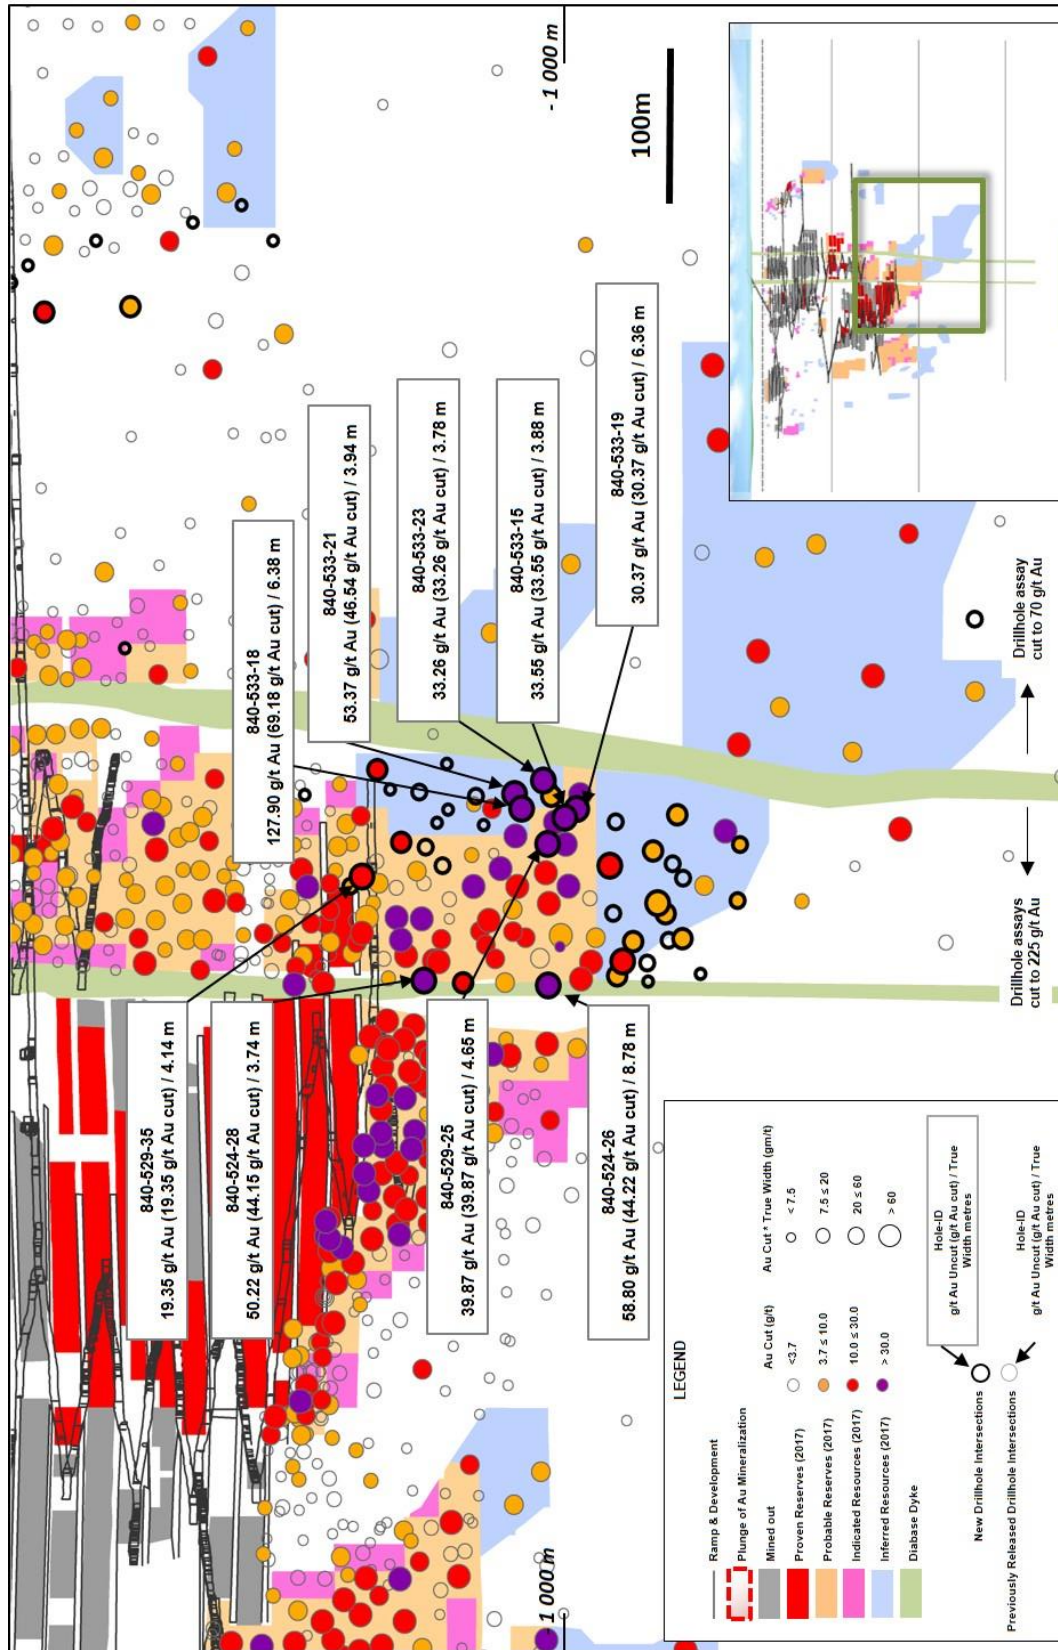 - 1 000 m
100m
840-533-18
127.90 g/t Au (69.18 g/t Au cut) / 6.38 m
840-533-21
53.37 g/t Au (46.54 g/t Au cut) / 3.94 m
840-533-23
33.26 g/t Au (33.26 g/t Au cut) / 3.78 m
840-533-15
33.55 g/t Au (33.55 g/t Au cut) / 3.88 m
840-533-19
30.37 g/t Au (30.37 g/t Au cut) / 6.36 m
840-529-35
19.35 g/t Au (19.35 g/t Au cut) / 4.14 m
840-524-28
50.22 g/t Au (44.15 g/t Au cut) / 3.74 m
840-529-25
39.87 g/t Au (39.87 g/t Au cut) / 4.65 m
840-524-26
58.80 g/t Au (44.22 g/t Au cut) / 8.78 m
Drillhole assays
cut to 225 g/t Au
Drillhole assay
cut to 70 g/t Au
- 1 000 m
LEGEND
Ramp & Development
Plunge of Au Mineralization
Mined out
Proven Reserves (2017)
Probable Reserves (2017)
Indicated Resources (2017)
Inferred Resources (2017)
Diabase Dyke
Au Cut (g/t)
<3.7
3.7 ≤ 10.0
10.0 ≤ 30.0
> 30.0
Au Cut * True Width (gm/t)
< 7.5
7.5 ≤ 20
20 ≤ 60
> 60
New Drillhole Intersections
Hole-ID
g/t Au Uncut (g/t Au cut) / True
Width metres
Previously Released Drillhole Intersections
Hole-ID
g/t Au Uncut (g/t Au cut) / True
Width metres